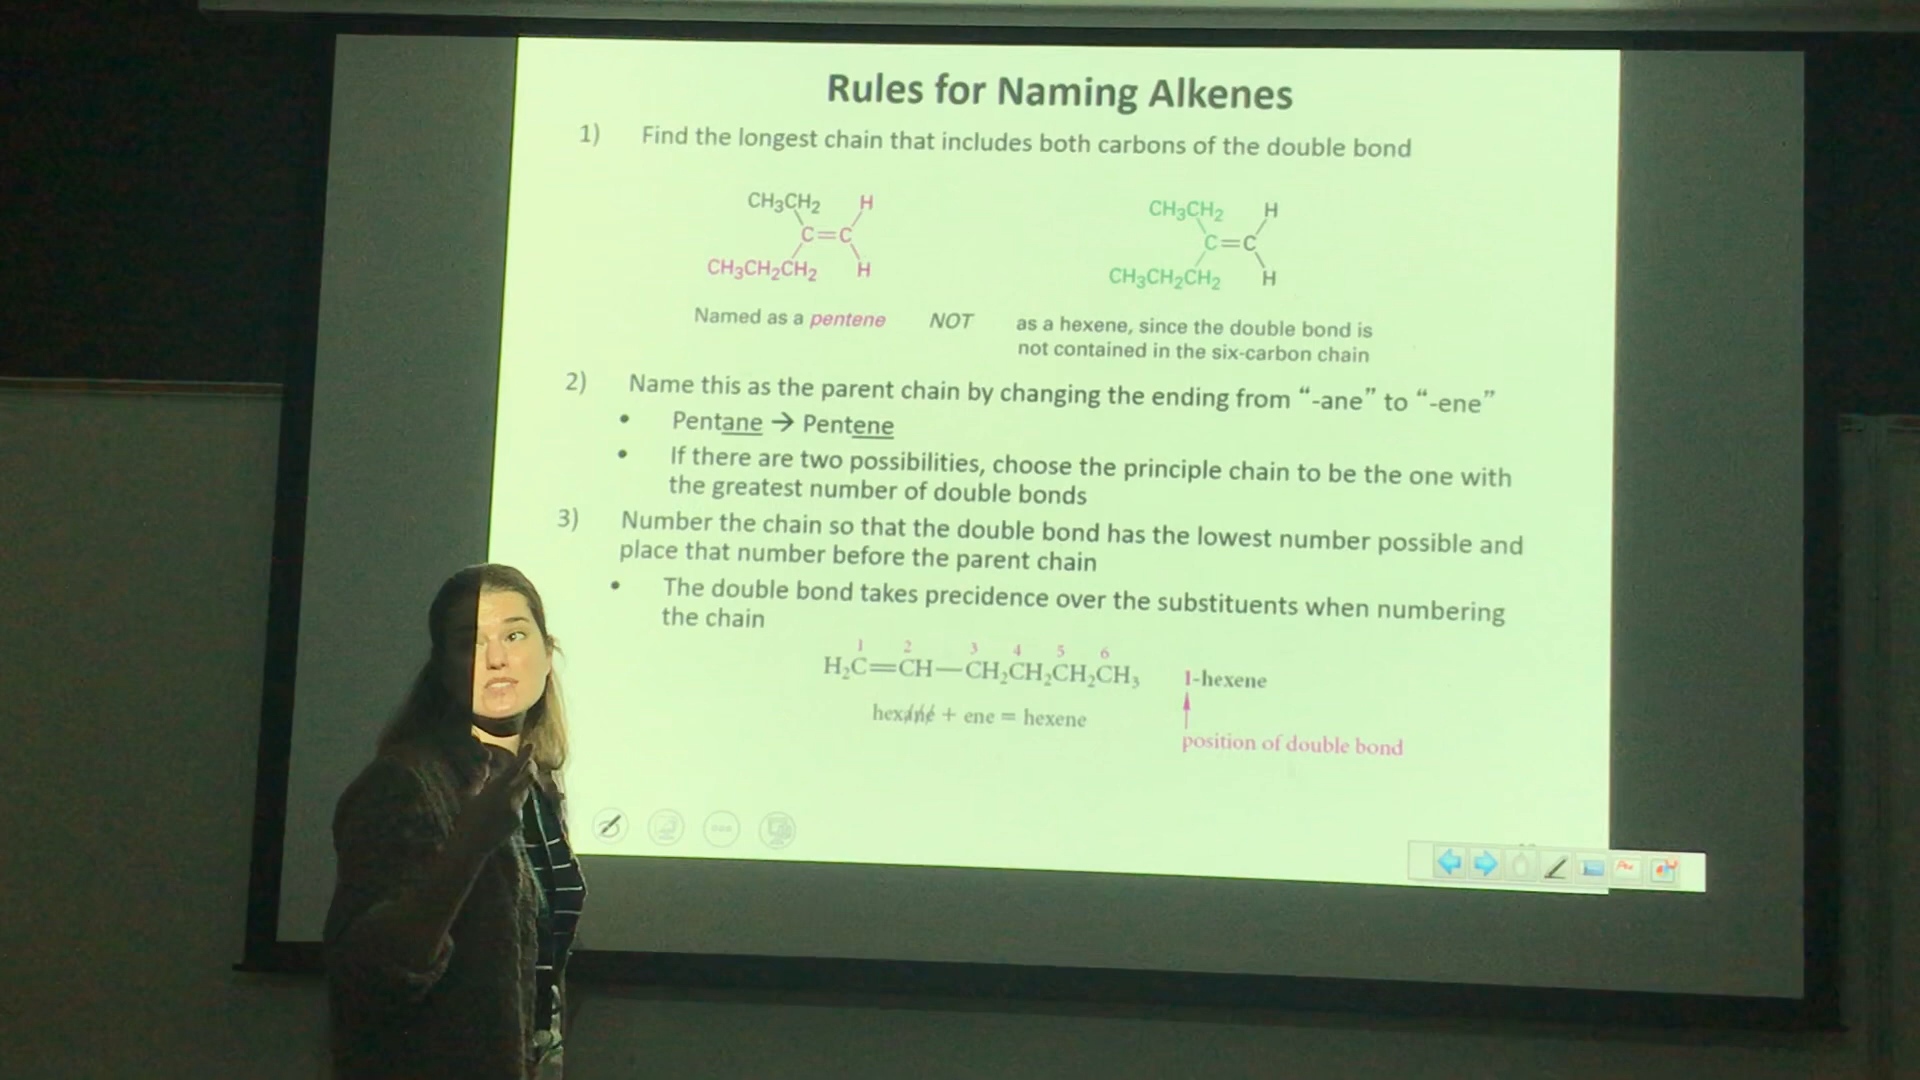 Rules for Naming Alkenes
1) Find the longest chain that includes both carbons of the double bond
CH₃CH₂ H
C=C
CH₃CH₂CH₂ H
CH₃CH₂ H
C=C
CH₃CH₂CH₂ H
Named as a pentene NOT as a hexene, since the double bond is
not contained in the six-carbon chain
2) Name this as the parent chain by changing the ending from “-ane” to “-ene”
• Pentane → Pentene
• If there are two possibilities, choose the principle chain to be the one with
the greatest number of double bonds
3) Number the chain so that the double bond has the lowest number possible and
place that number before the parent chain
• The double bond takes precidence over the substituents when numbering
the chain
1 2 3 4 5 6
H₂C=CH—CH₂CH₂CH₂CH₃ 1-hexene
hexane + ene = hexene
position of double bond